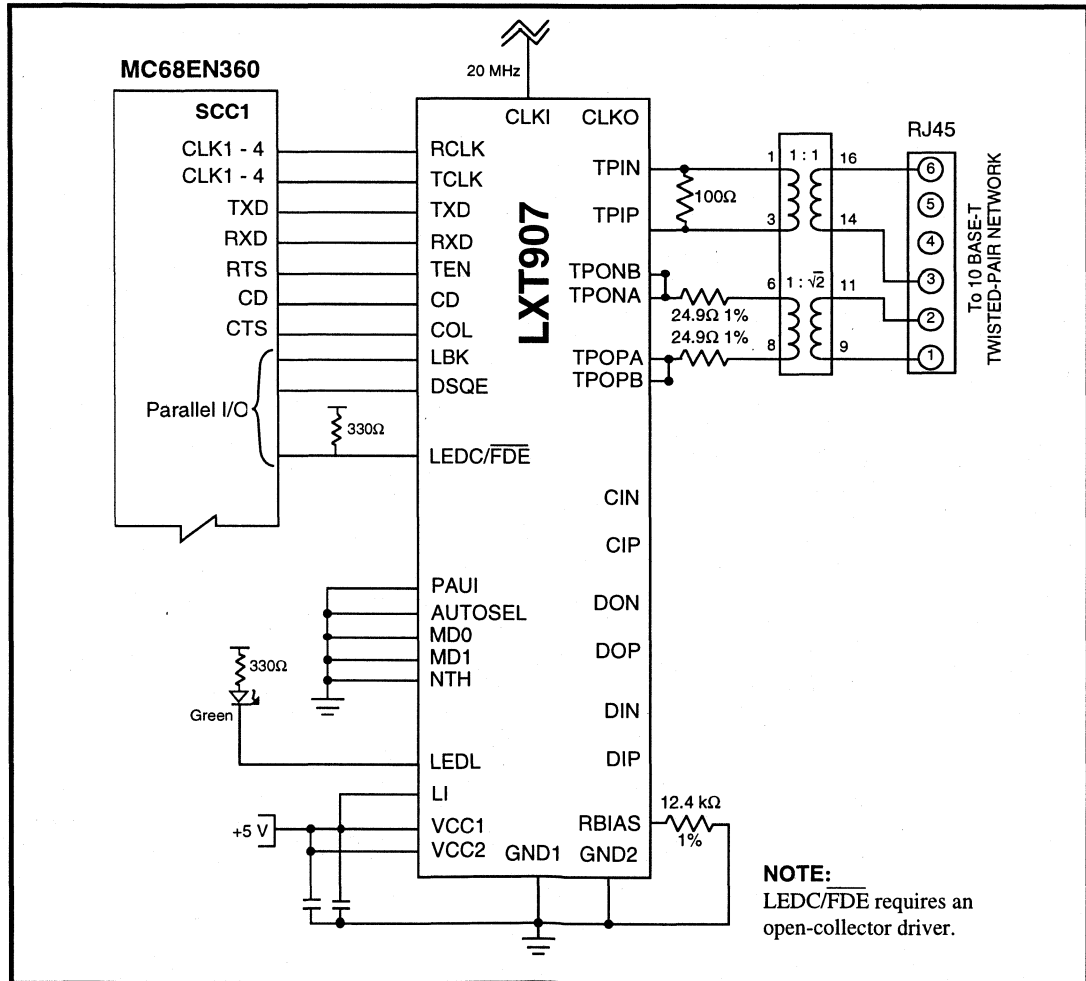 20 MHz
MC68EN360
SCC1
CLK1 - 4
CLK1 - 4
TXD
RXD
RTS
CD
CTS
Parallel I/O
330Ω
CLKI CLKO
LXT907
RCLK
TCLK
TXD
RXD
TEN
CD
COL
LBK
DSQE
LEDC/FDE
PAUI
AUTOSEL
MD0
MD1
NTH
LEDL
LI
VCC1
VCC2
GND1 GND2
TPIN
TPIP
TPONB
TPONA
TPOPA
TPOPB
CIN
CIP
DON
DOP
DIN
DIP
RBIAS
330Ω
Green
+5 V
100Ω
24.9Ω 1%
24.9Ω 1%
12.4 kΩ
1%
1 1 : 1 16
3 14
6 1 : √2 11
8 9
RJ45
6
5
4
3
2
1
To 10 BASE-T
TWISTED-PAIR NETWORK
NOTE:
LEDC/FDE requires an
open-collector driver.